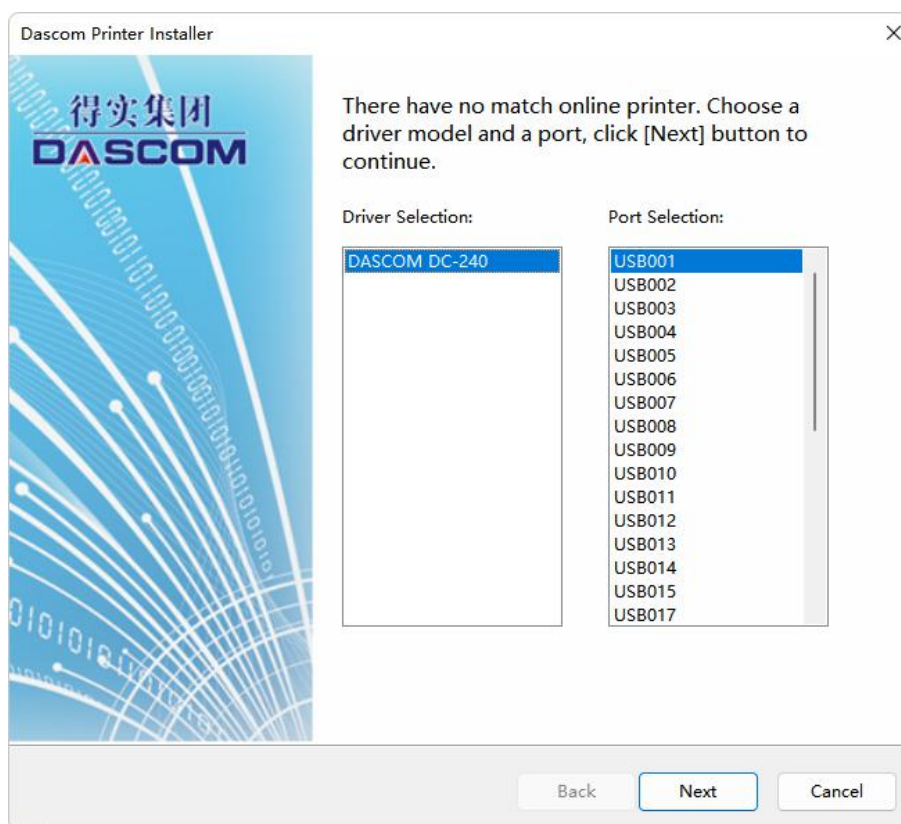 Dascom Printer Installer
得实集团
DASCOM
There have no match online printer. Choose a
driver model and a port, click [Next] button to
continue.
Driver Selection:
Port Selection:
DASCOM DC-240
USB001
USB002
USB003
USB004
USB005
USB006
USB007
USB008
USB009
USB010
USB011
USB012
USB013
USB014
USB015
USB017
Back
Next
Cancel